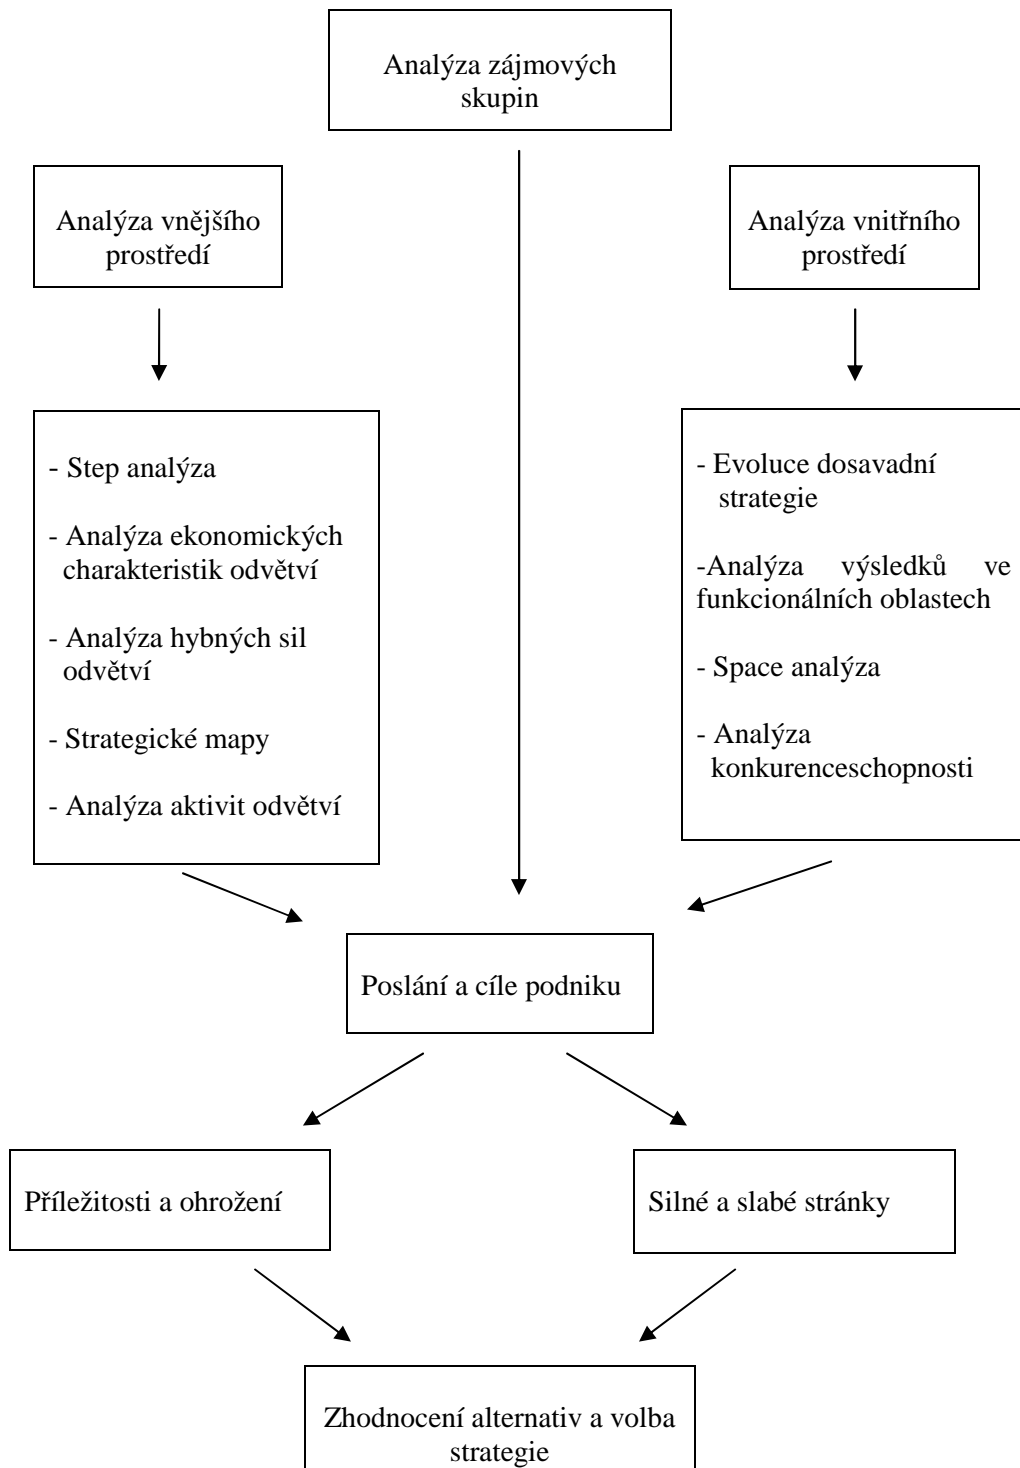 Analýza zájmových
skupin
Analýza vnějšího
prostředí
Analýza vnitřního
prostředí
- Step analýza
- Analýza ekonomických
charakteristik odvětví
- Analýza hybných sil
odvětví
- Strategické mapy
- Analýza aktivit odvětví
- Evoluce dosavadní
strategie
-Analýza výsledků ve
funkcionálních oblastech
- Space analýza
- Analýza
konkurenceschopnosti
Poslání a cíle podniku
Příležitosti a ohrožení
Silné a slabé stránky
Zhodnocení alternativ a volba
strategie